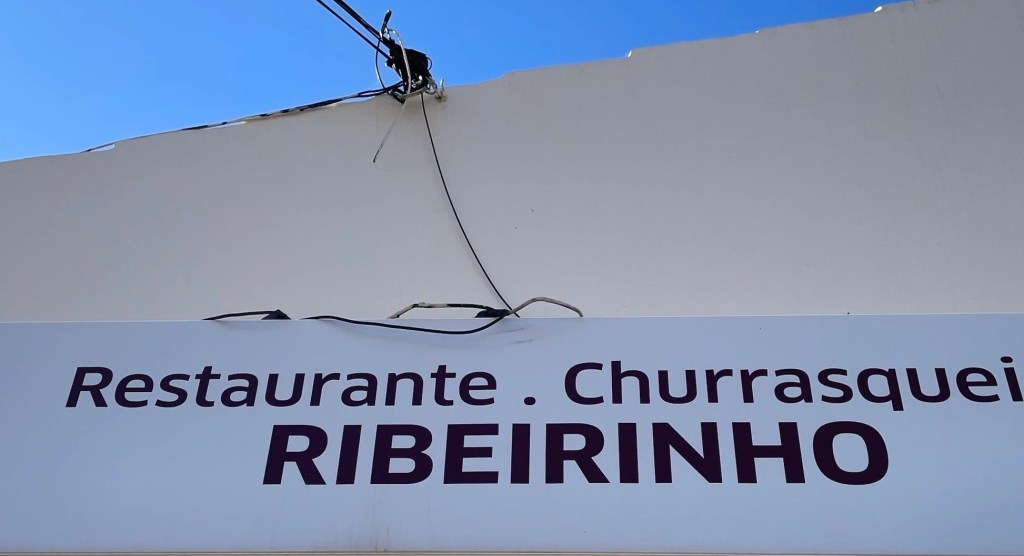 Restaurante . Churrasquei
RIBEIRINHO